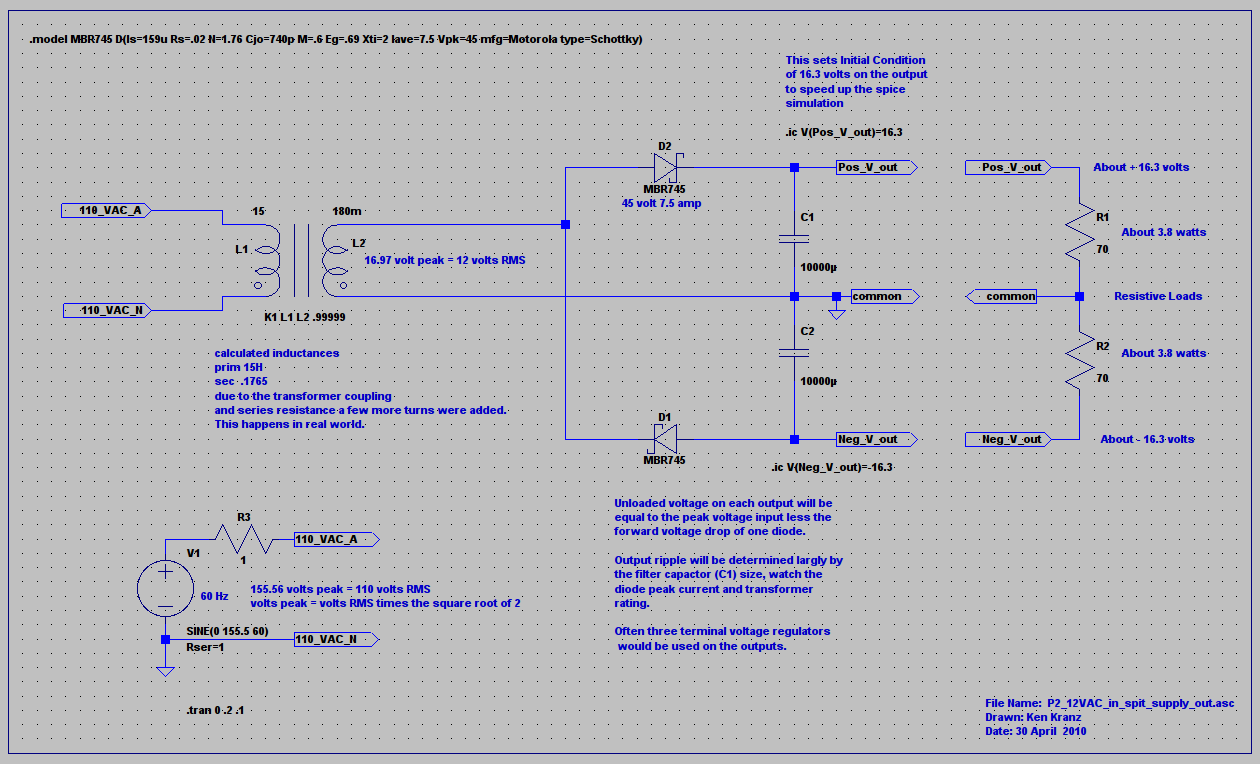 .model MBR745 D(Is=159u Rs=.02 N=1.76 Cjo=740p M=.6 Eg=.69 Xti=2 Iave=7.5 Vpk=45 mfg=Motorola type=Schottky)
This sets Initial Condition
of 16.3 volts on the output
to speed up the spice
simulation
.ic V(Pos_V_out)=16.3
D2
MBR745
45 volt 7.5 amp
Pos_V_out
Pos_V_out
About + 16.3 volts
110_VAC_A
15
180m
L1
L2
16.97 volt peak = 12 volts RMS
C1
10000µ
R1
70
About 3.8 watts
110_VAC_N
K1 L1 L2 .99999
common
common
Resistive Loads
calculated inductances
prim 15H
sec .1765
due to the transformer coupling
and series resistance a few more turns were added.
This happens in real world.
C2
10000µ
R2
70
About 3.8 watts
D1
MBR745
Neg_V_out
Neg_V_out
About - 16.3 volts
.ic V(Neg_V_out)=-16.3
Unloaded voltage on each output will be
equal to the peak voltage input less the
forward voltage drop of one diode.
Output ripple will be determined largly by
the filter capactor (C1) size, watch the
diode peak current and transformer
rating.
Often three terminal voltage regulators
would be used on the outputs.
R3
1
110_VAC_A
V1
60 Hz
155.56 volts peak = 110 volts RMS
volts peak = volts RMS times the square root of 2
SINE(0 155.5 60)
Rser=1
110_VAC_N
.tran 0 .2 .1
File Name: P2_12VAC_in_spit_supply_out.asc
Drawn: Ken Kranz
Date: 30 April 2010